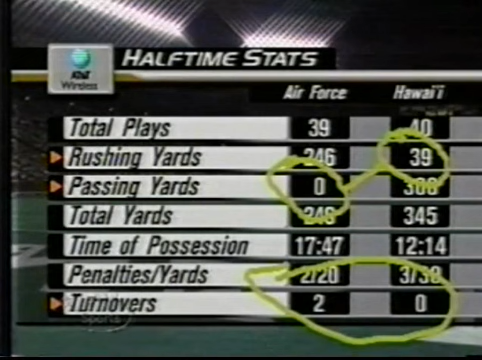 AT&T
Wireless
HALFTIME STATS
Air Force Hawai'i
Total Plays 39 40
Rushing Yards 246 39
Passing Yards 0
Total Yards 345
Time of Possession 17:47 12:14
Penalties/Yards 2/20
Turnovers 2 0
Sports